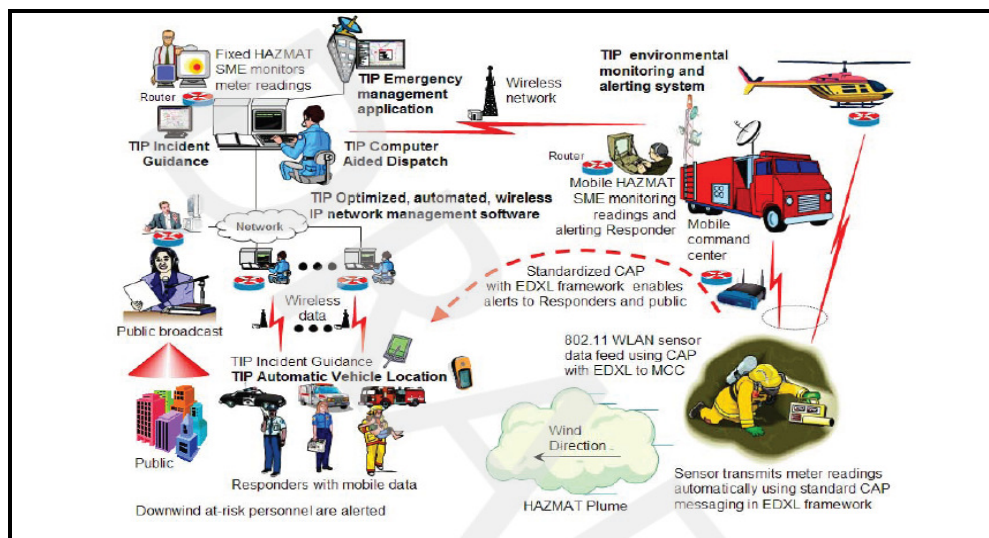 Fixed HAZMAT
SME monitors
meter readings
Router
TIP Incident
Guidance
TIP Emergency
management
application
TIP Computer
Aided Dispatch
Wireless
network
TIP environmental
monitoring and
alerting system
Router
Mobile HAZMAT
SME monitoring
readings and
alerting Responder
Mobile
command
center
TIP Optimized, automated, wireless
IP network management software
Network
Public broadcast
Wireless
data
Standardized CAP
with EDXL framework enables
alerts to Responders and public
TIP Incident Guidance
TIP Automatic Vehicle Location
802.11 WLAN sensor
data feed using CAP
with EDXL to MCC
Public
Responders with mobile data
Downwind at-risk personnel are alerted
Wind
Direction
HAZMAT Plume
Sensor transmits meter readings
automatically using standard CAP
messaging in EDXL framework